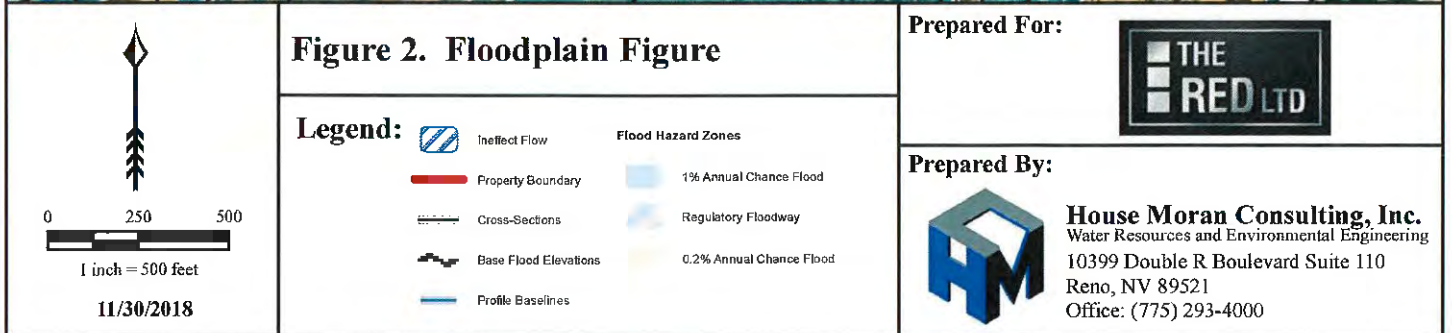 0 250 500
1 inch = 500 feet
11/30/2018
Figure 2. Floodplain Figure
Legend:
Ineffect Flow
Property Boundary
Cross-Sections
Base Flood Elevations
Profile Baselines
Flood Hazard Zones
1% Annual Chance Flood
Regulatory Floodway
0.2% Annual Chance Flood
Prepared For:
THE
RED LTD
Prepared By:
HM
House Moran Consulting, Inc.
Water Resources and Environmental Engineering
10399 Double R Boulevard Suite 110
Reno, NV 89521
Office: (775) 293-4000